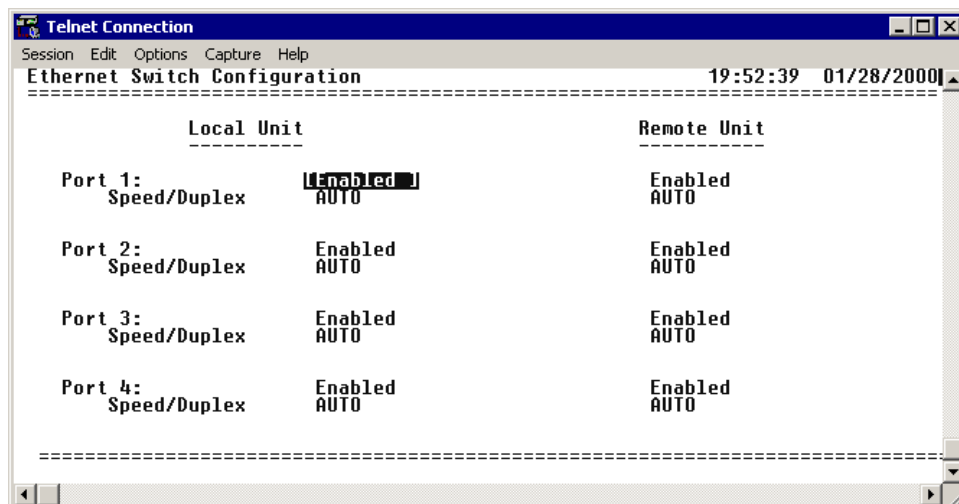 Telnet Connection
Session Edit Options Capture Help
Ethernet Switch Configuration 19:52:39 01/28/2000
================================================================================
Local Unit Remote Unit
---------- -----------
Port 1: [Enabled ] Enabled
Speed/Duplex AUTO AUTO
Port 2: Enabled Enabled
Speed/Duplex AUTO AUTO
Port 3: Enabled Enabled
Speed/Duplex AUTO AUTO
Port 4: Enabled Enabled
Speed/Duplex AUTO AUTO
================================================================================